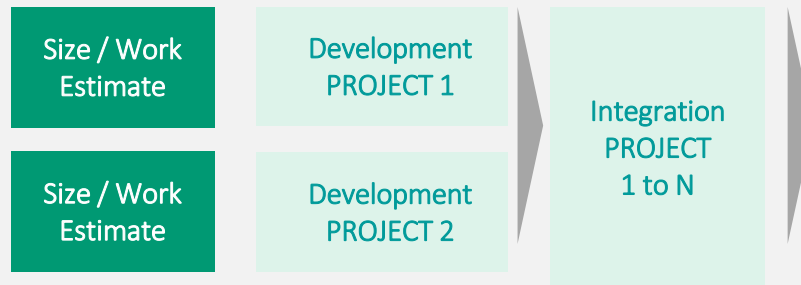 Size / Work
Estimate
Development
PROJECT 1
Integration
PROJECT
1 to N
Size / Work
Estimate
Development
PROJECT 2